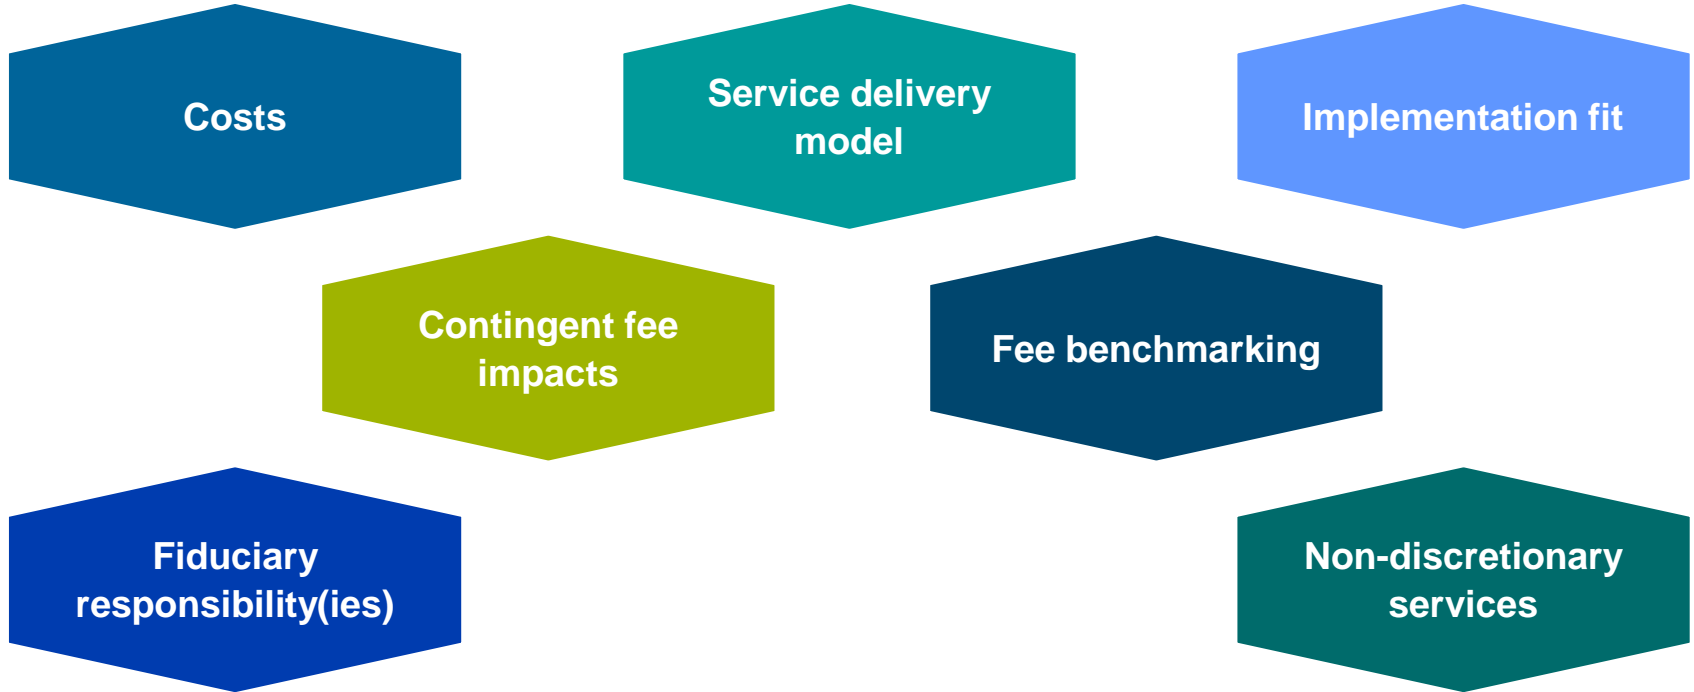 Costs
Service delivery
model
Implementation fit
Contingent fee
impacts
Fee benchmarking
Fiduciary
responsibility(ies)
Non-discretionary
services